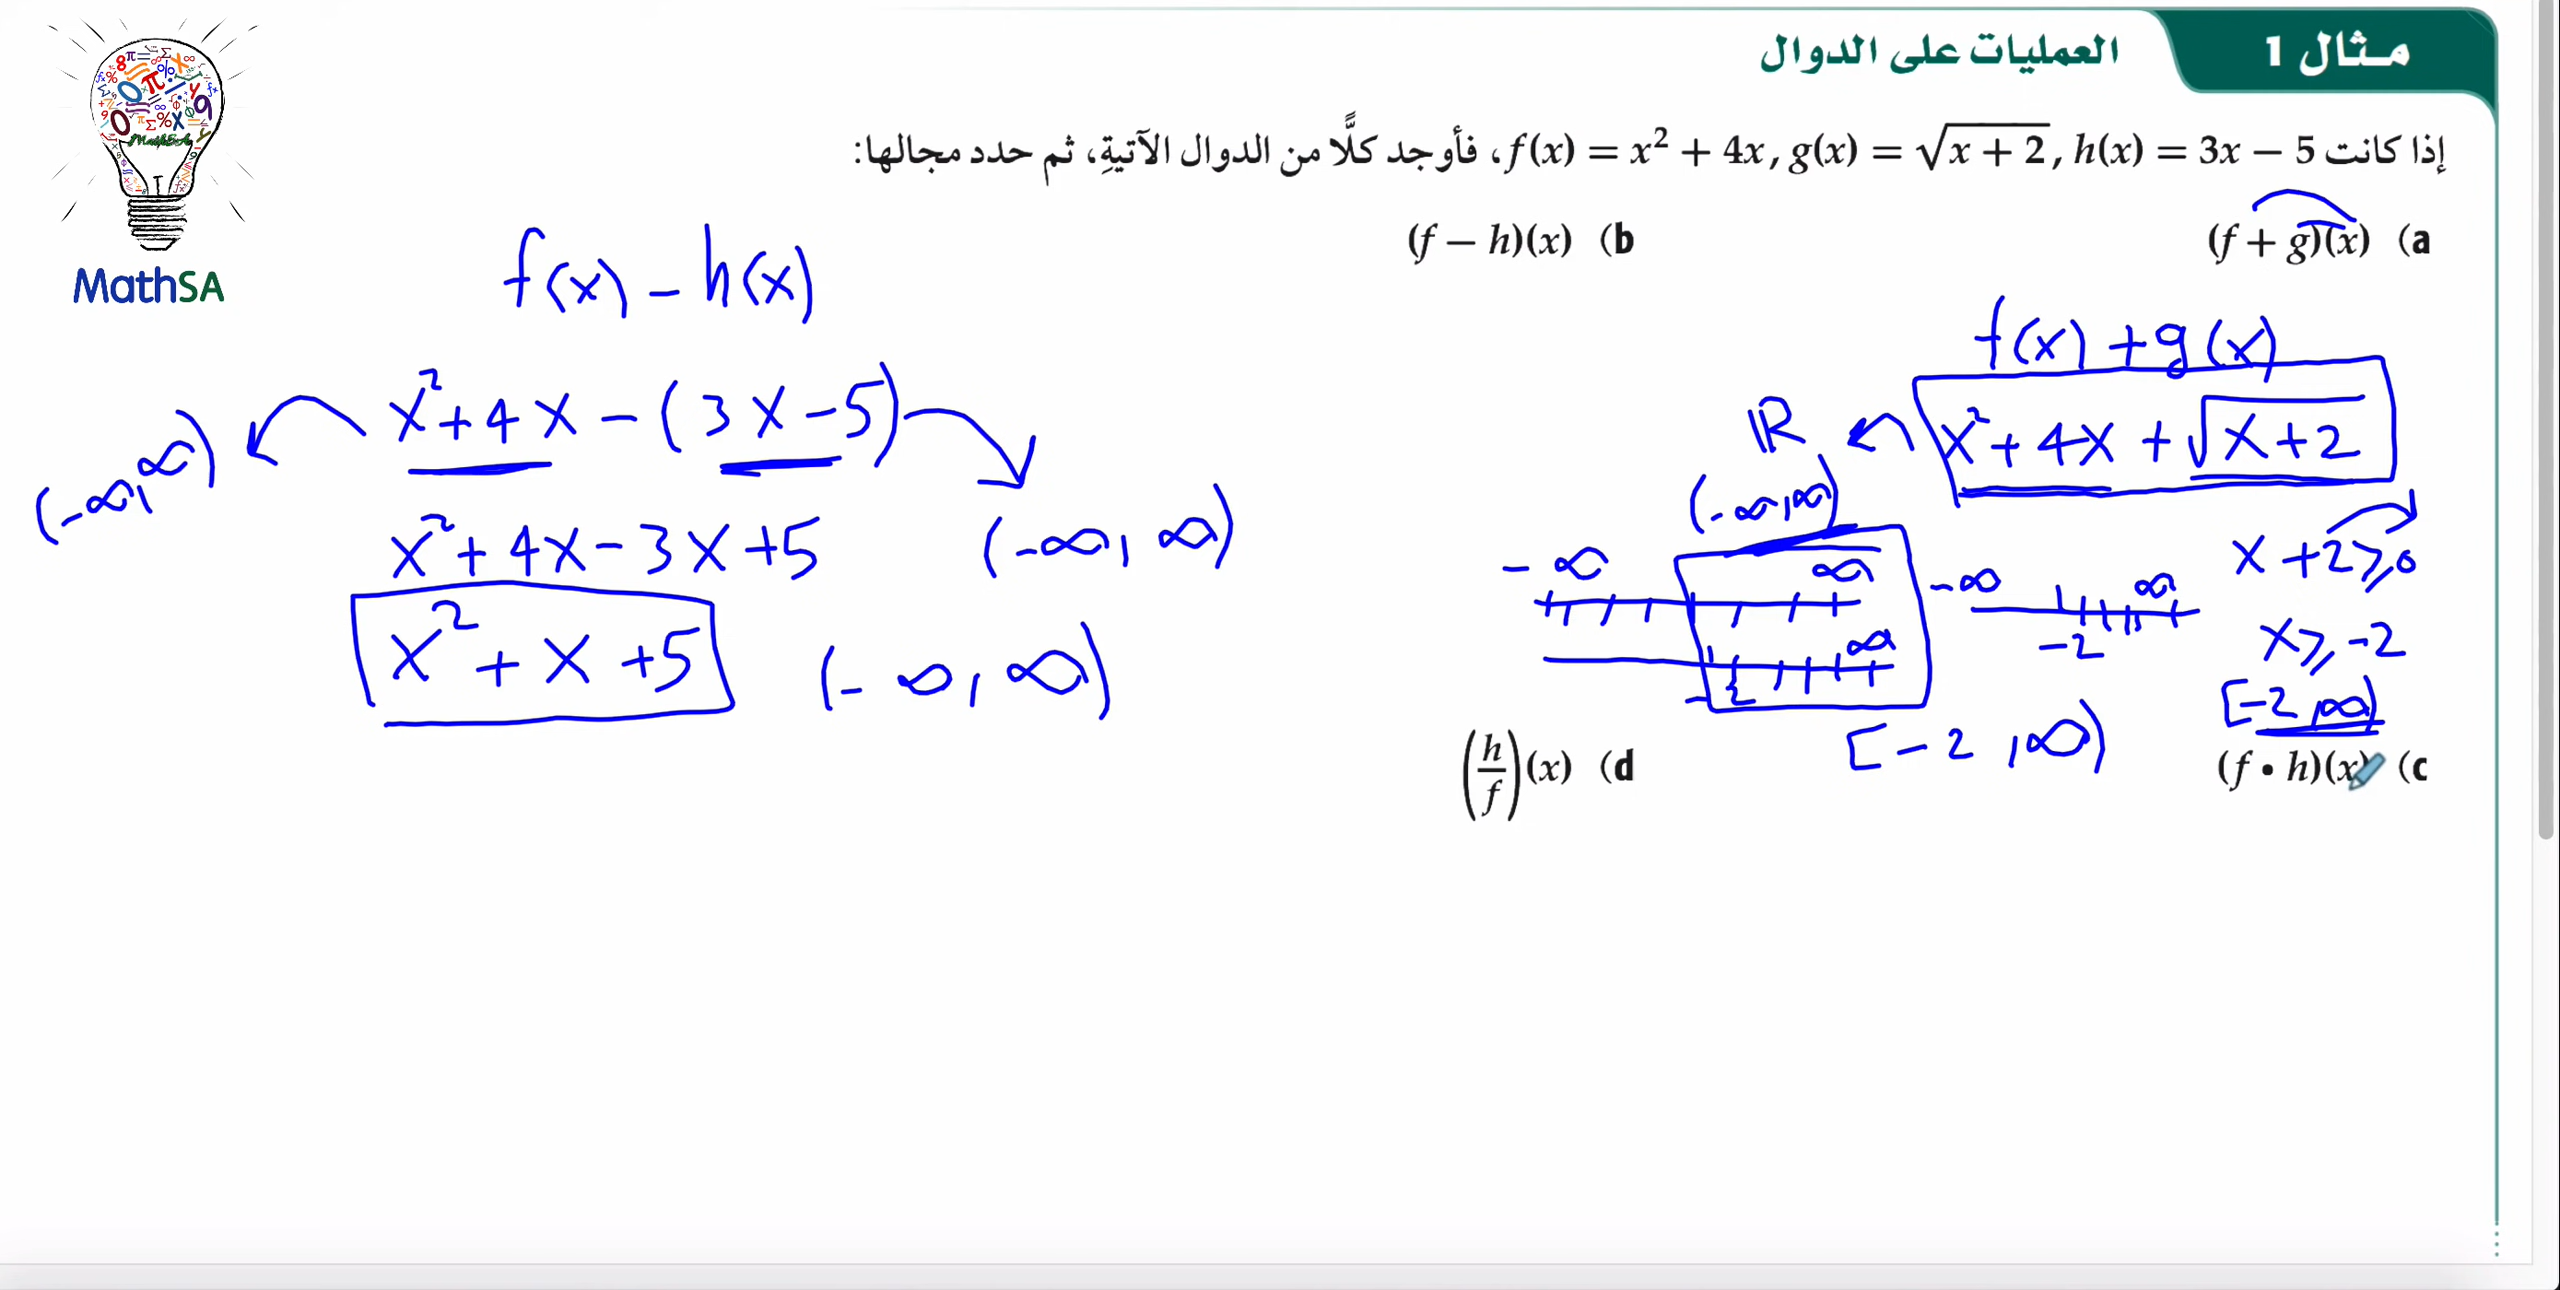 مثال 1 العمليات على الدوال
إذا كانت f(x) = x² + 4x, g(x) = √(x + 2), h(x) = 3x − 5، فأوجد كلًّا من الدوال الآتيةِ، ثم حدد مجالها:
(f + g)(x) (a
(f − h)(x) (b
f(x) + g(x)
x² + 4x + √(x+2)
ℝ
(-∞,∞)
x + 2 ⩾ 0
-∞ ∞
-2
x ⩾ -2
[-2,∞)
-∞ ∞
∞
-2
[-2,∞)
f(x) - h(x)
x² + 4x - (3x - 5)
(-∞,∞)
(-∞,∞)
x² + 4x - 3x + 5
x² + x + 5 (-∞,∞)
(f • h)(x) (c
(h/f)(x) (d
MathSA